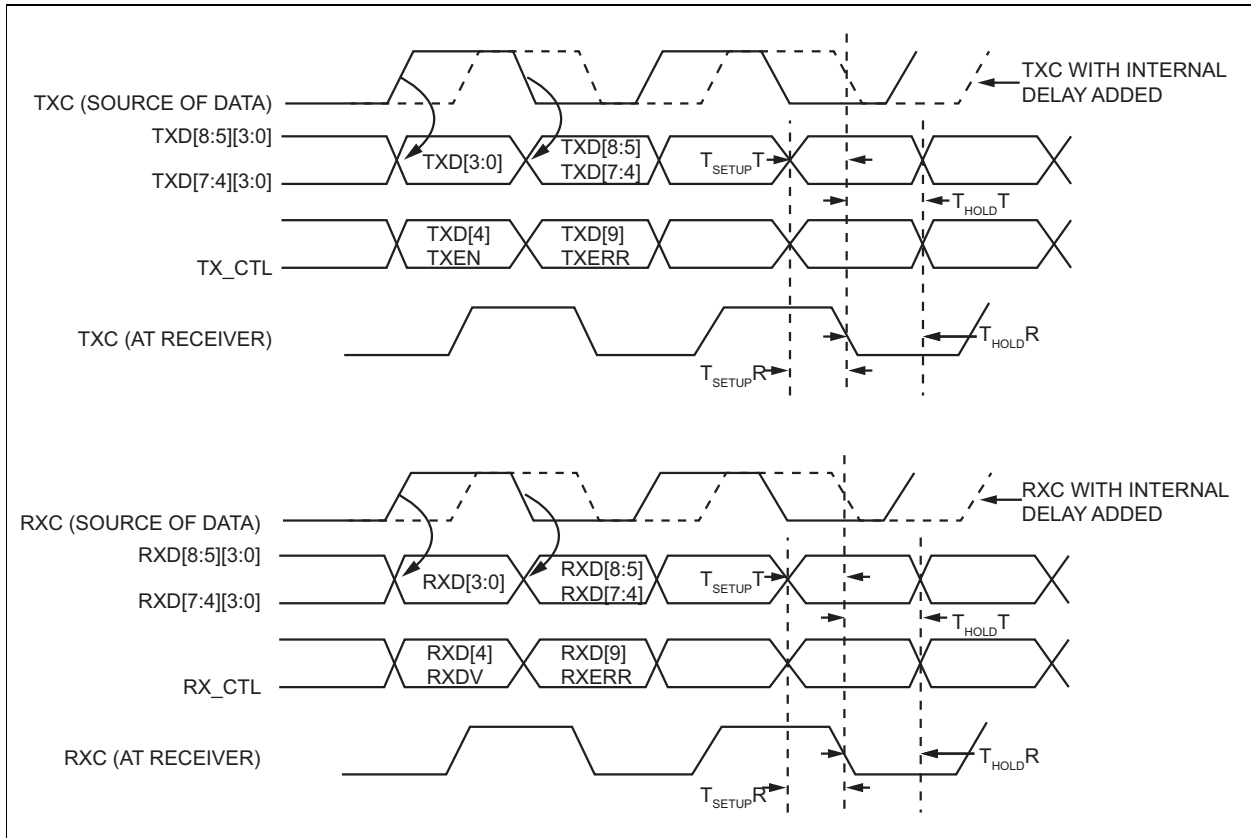 TXC (SOURCE OF DATA)
TXC WITH INTERNAL
DELAY ADDED
TXD[8:5][3:0]
TXD[7:4][3:0]
TXD[3:0]
TXD[8:5]
TXD[7:4]
TSETUPT
THOLDT
TX_CTL
TXD[4]
TXEN
TXD[9]
TXERR
TXC (AT RECEIVER)
THOLDR
TSETUPR
RXC (SOURCE OF DATA)
RXC WITH INTERNAL
DELAY ADDED
RXD[8:5][3:0]
RXD[7:4][3:0]
RXD[3:0]
RXD[8:5]
RXD[7:4]
TSETUPT
THOLDT
RX_CTL
RXD[4]
RXDV
RXD[9]
RXERR
RXC (AT RECEIVER)
THOLDR
TSETUPR